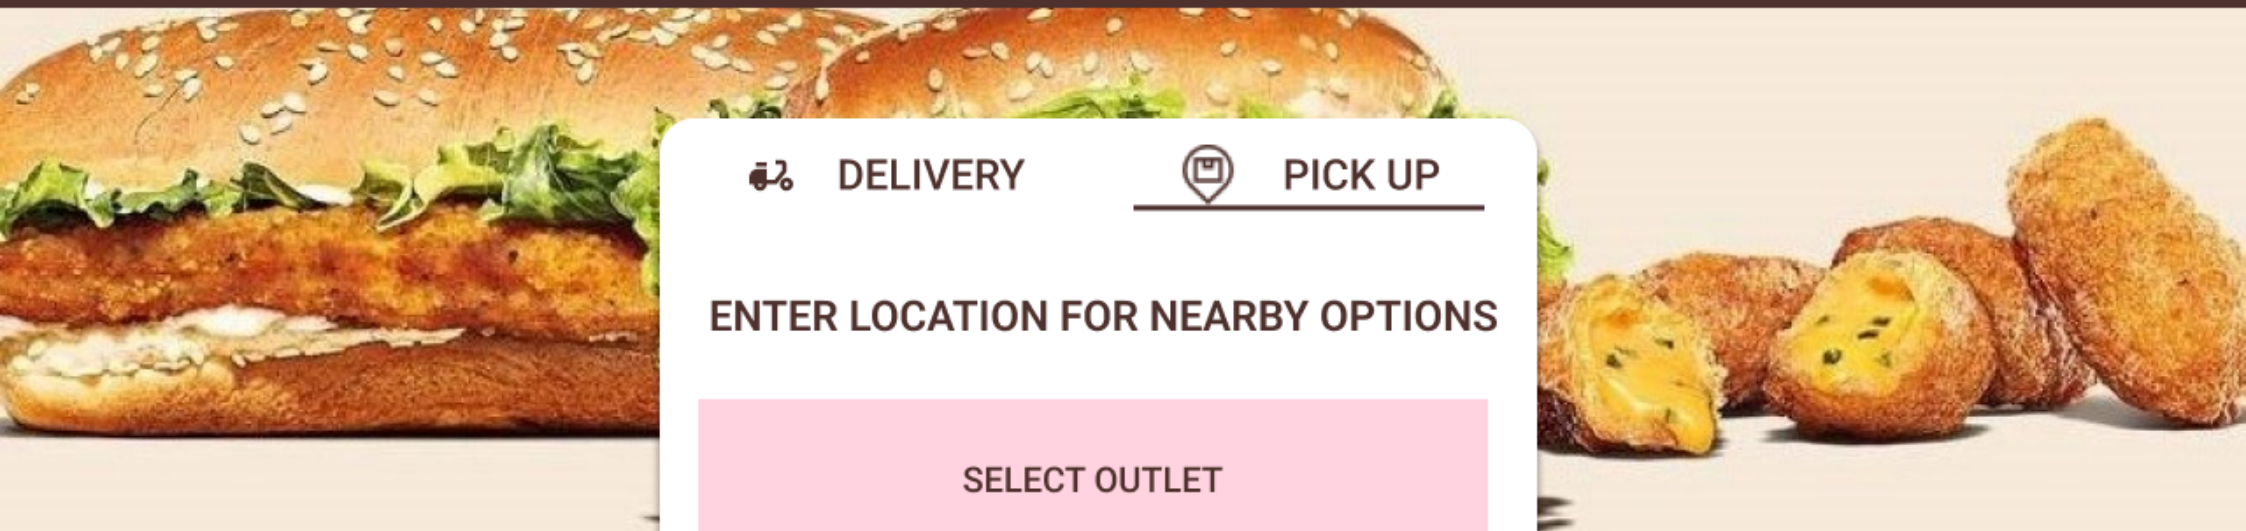 DELIVERY PICK UP
ENTER LOCATION FOR NEARBY OPTIONS
SELECT OUTLET